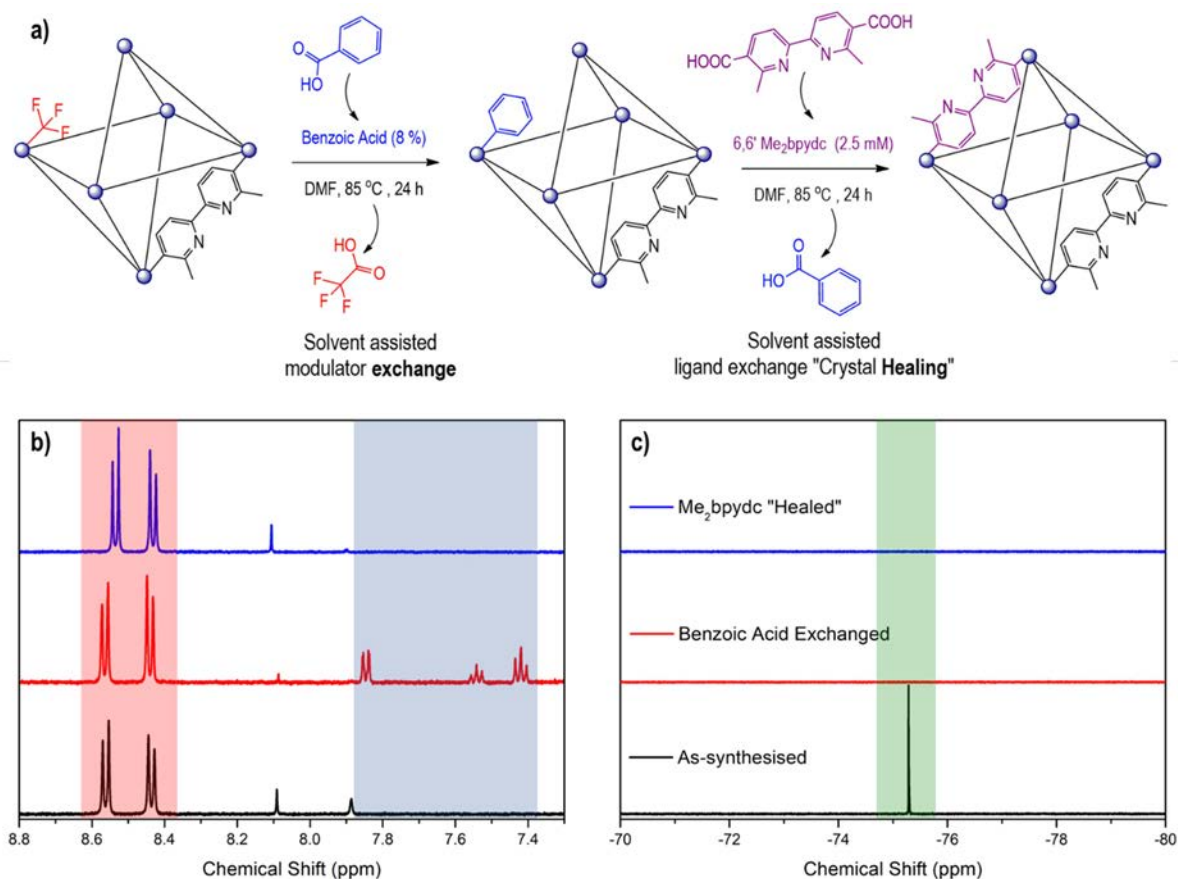 a)
O
HO
HOOC
COOH
N
N
F
F
F
Benzoic Acid (8 %)
DMF, 85 °C , 24 h
6,6' Me₂bpydc (2.5 mM)
DMF, 85 °C , 24 h
N
N
N
N
N
N
N
N
HO
O
F
F
F
O
HO
Solvent assisted
modulator exchange
Solvent assisted
ligand exchange "Crystal Healing"
b)
8.8 8.6 8.4 8.2 8.0 7.8 7.6 7.4
Chemical Shift (ppm)
c)
Me₂bpydc "Healed"
Benzoic Acid Exchanged
As-synthesised
-70 -72 -74 -76 -78 -80
Chemical Shift (ppm)